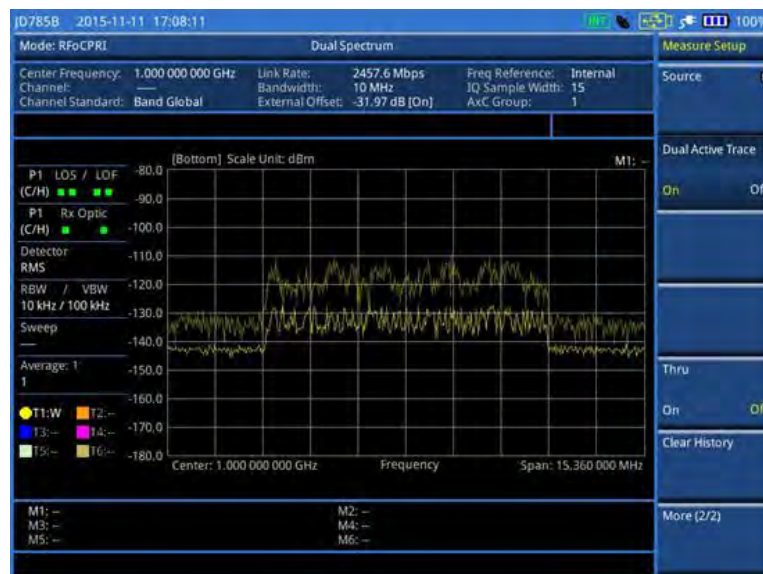 JD785B 2015-11-11 17:08:11
INT
100%
Mode: RFoCPRI
Dual Spectrum
Measure Setup
Center Frequency: 1.000 000 000 GHz
Link Rate: 2457.6 Mbps
Freq Reference: Internal
Channel: —
Bandwidth: 10 MHz
IQ Sample Width: 15
Channel Standard: Band Global
External Offset: -31.97 dB [On]
AxC Group: 1
Source
Dual Active Trace
On
Of
Thru
On
Of
Clear History
More (2/2)
P1 LOS / LOF
(C/H)
P1 Rx Optic
(C/H)
Detector
RMS
RBW / VBW
10 kHz / 100 kHz
Sweep
—
Average: 1
1
T1:W T2:--
T3:-- T4:--
T5:-- T6:--
[Bottom] Scale Unit: dBm
M1: --
-80.0
-90.0
-100.0
-110.0
-120.0
-130.0
-140.0
-150.0
-160.0
-170.0
-180.0
Center: 1.000 000 000 GHz
Frequency
Span: 15.360 000 MHz
M1: --
M2: --
M3: --
M4: --
M5: --
M6: --